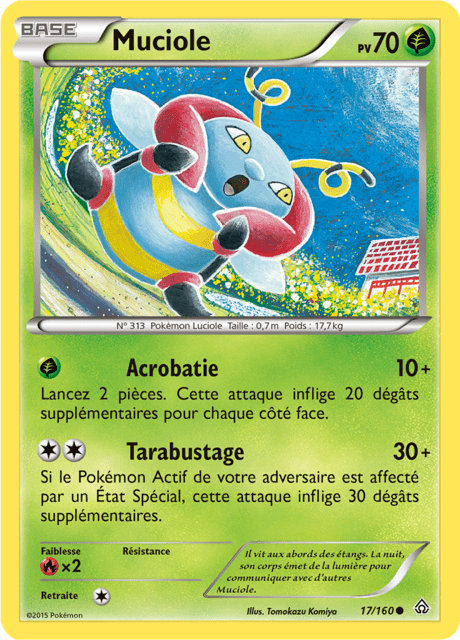 BASE
Muciole
PV70
N° 313 Pokémon Luciole Taille : 0,7 m Poids : 17,7 kg
Acrobatie 10+
Lancez 2 pièces. Cette attaque inflige 20 dégâts
supplémentaires pour chaque côté face.
Tarabustage 30+
Si le Pokémon Actif de votre adversaire est affecté
par un État Spécial, cette attaque inflige 30 dégâts
supplémentaires.
Faiblesse Résistance
×2
Retraite
Il vit aux abords des étangs. La nuit,
son corps émet de la lumière pour
communiquer avec d'autres
Muciole.
©2015 Pokémon
Illus. Tomokazu Komiya
17/160